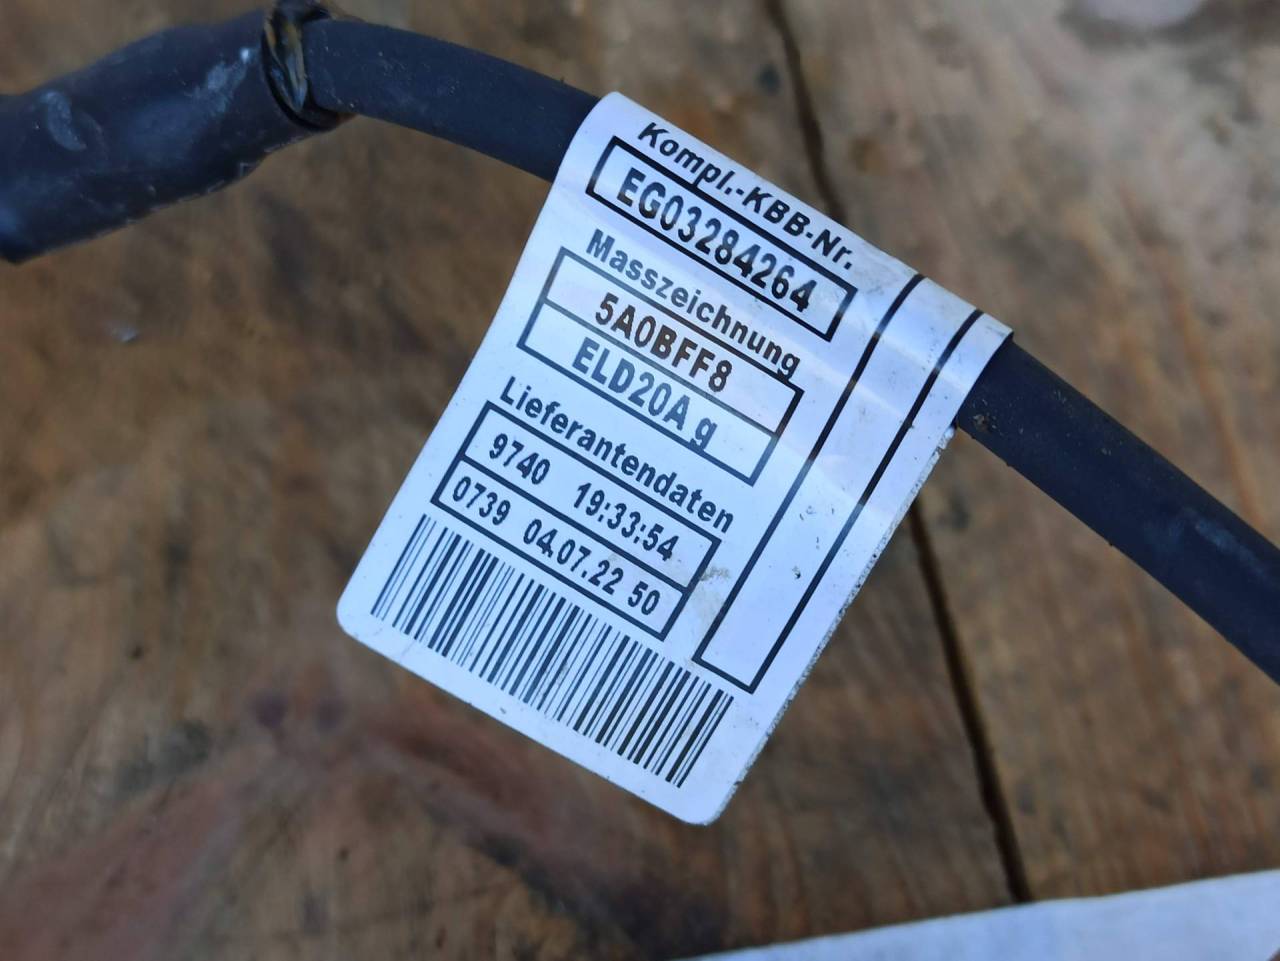 Kompl.-KBB-Nr.
EG03284264
Masszeichnung
5A0BFF8
ELD20A g
Lieferantendaten
9740 19:33:54
0739 04.07.22 50